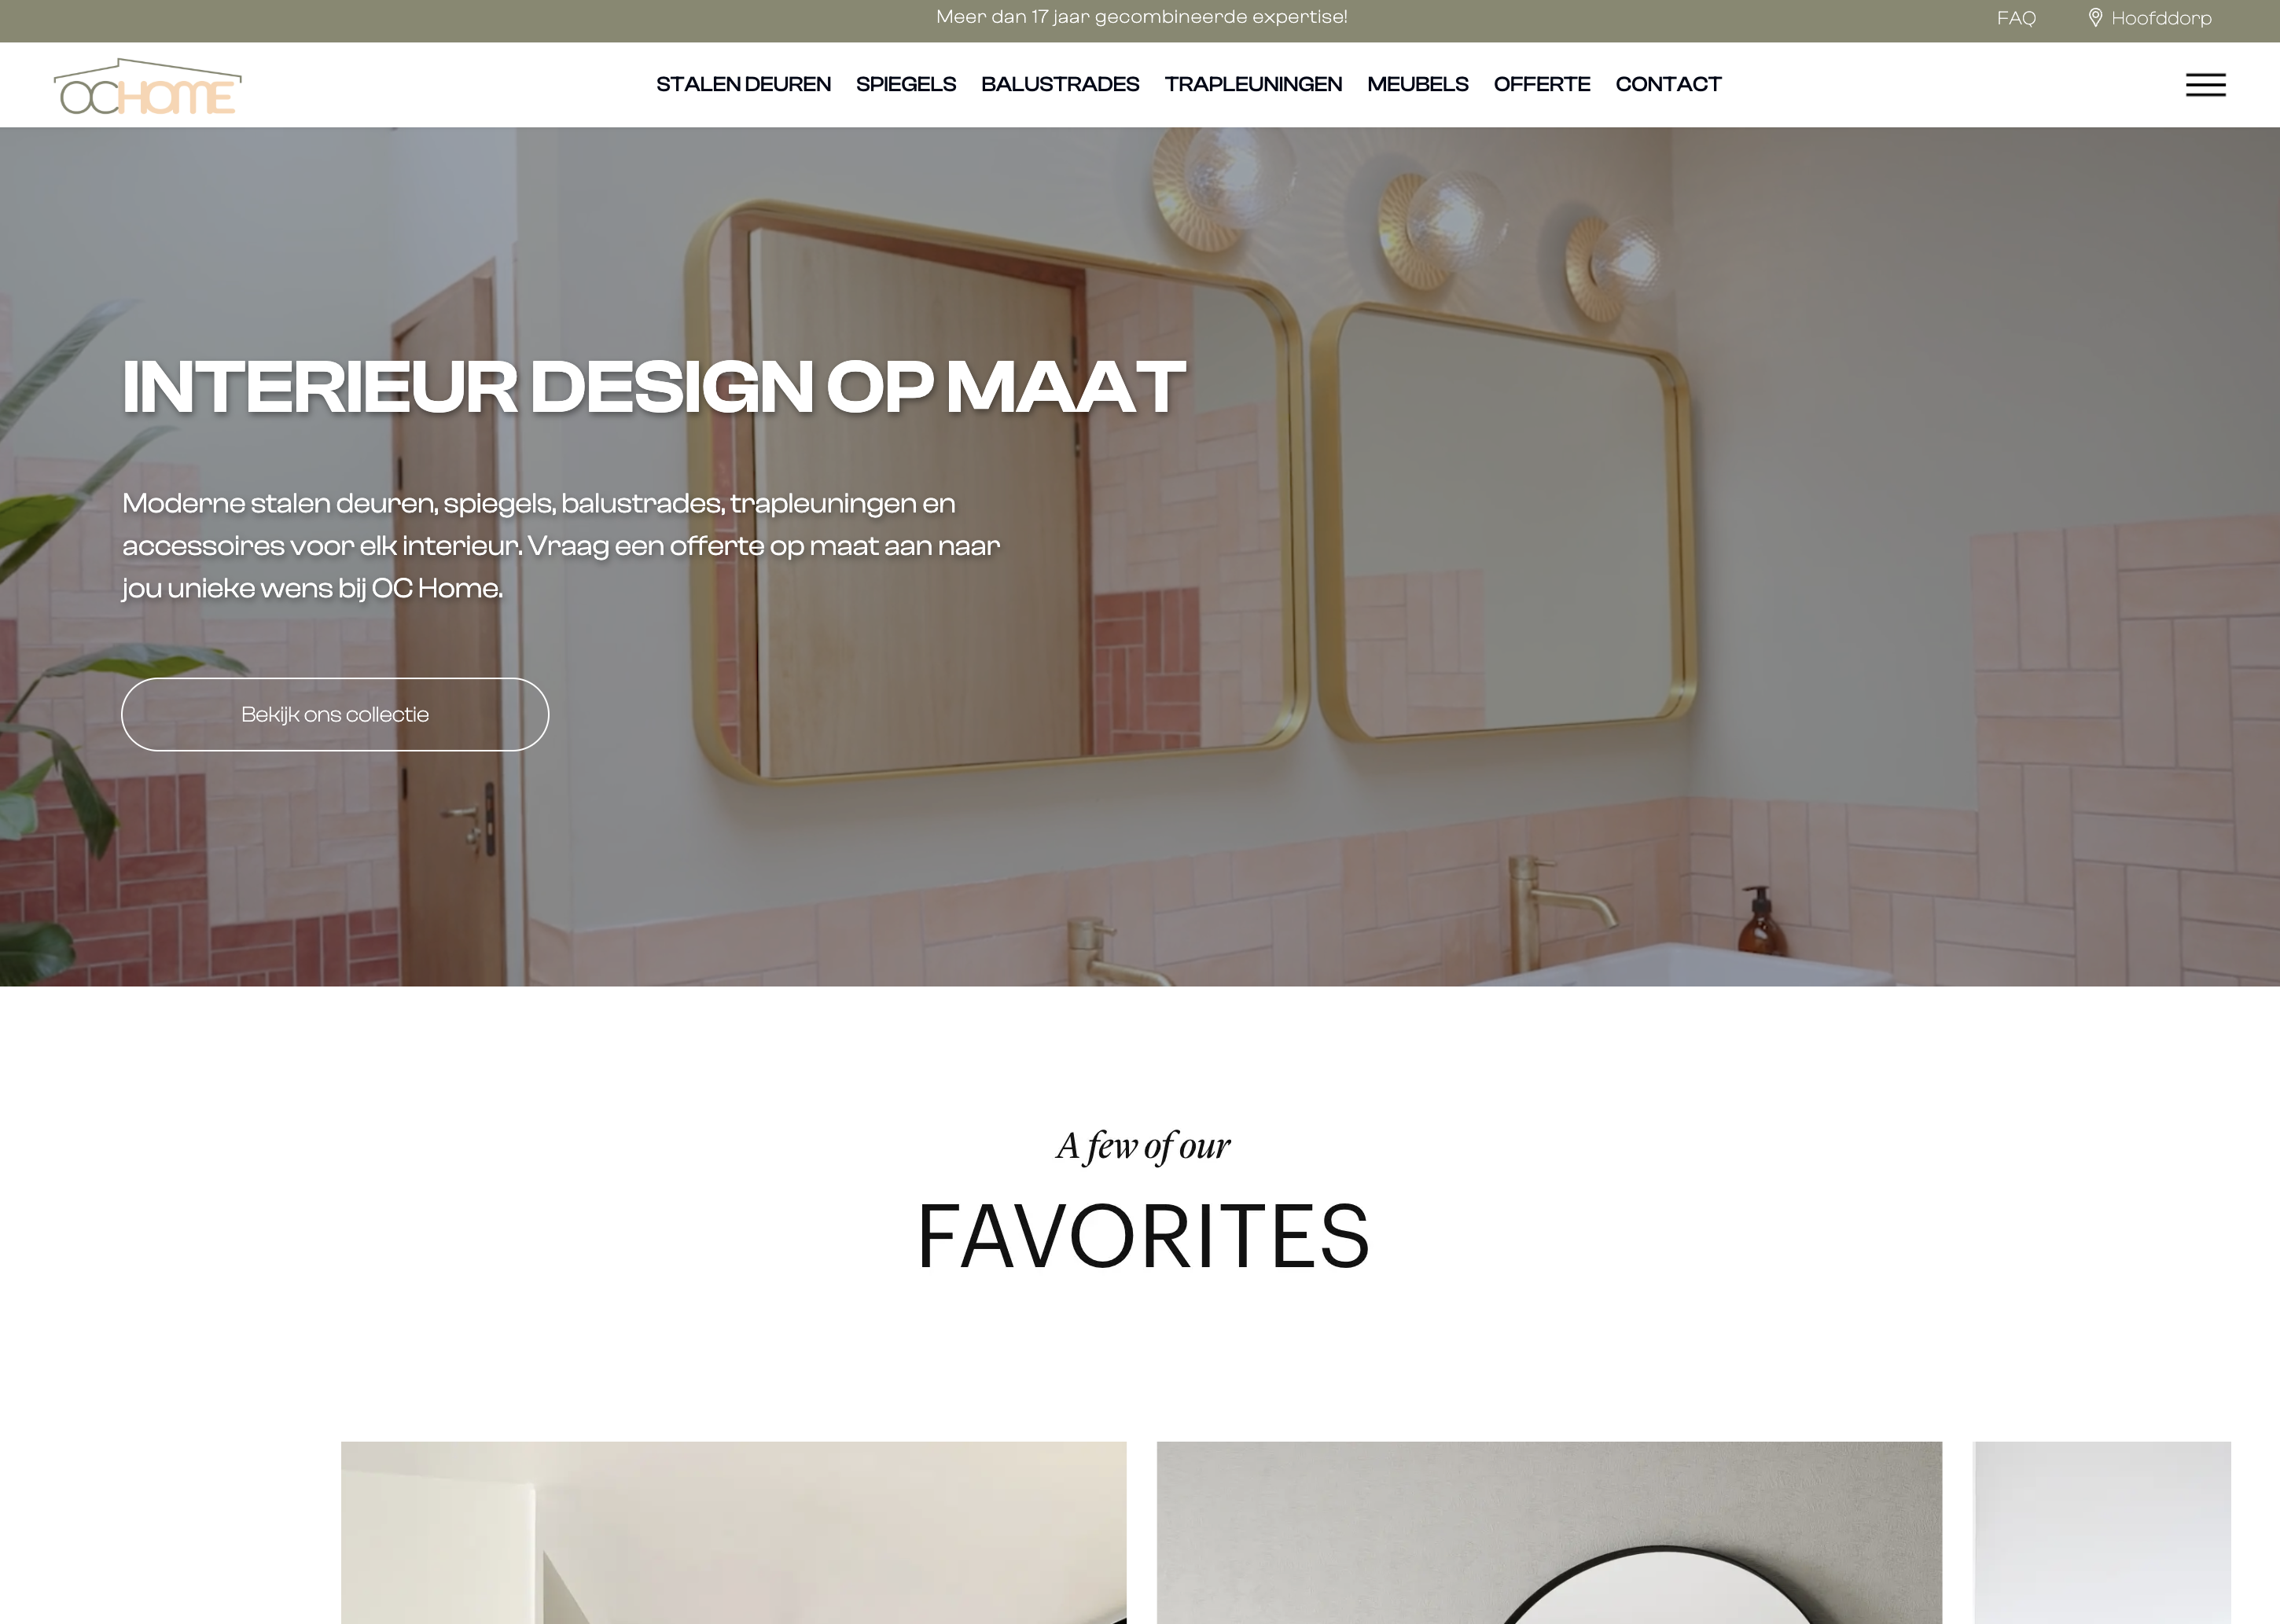 Meer dan 17 jaar gecombineerde expertise!
FAQ
Hoofddorp
OCHOME
STALEN DEUREN SPIEGELS BALUSTRADES TRAPLEUNINGEN MEUBELS OFFERTE CONTACT
INTERIEUR DESIGN OP MAAT
Moderne stalen deuren, spiegels, balustrades, trapleuningen en
accessoires voor elk interieur. Vraag een offerte op maat aan naar
jou unieke wens bij OC Home.
Bekijk ons collectie
A few of our
FAVORITES